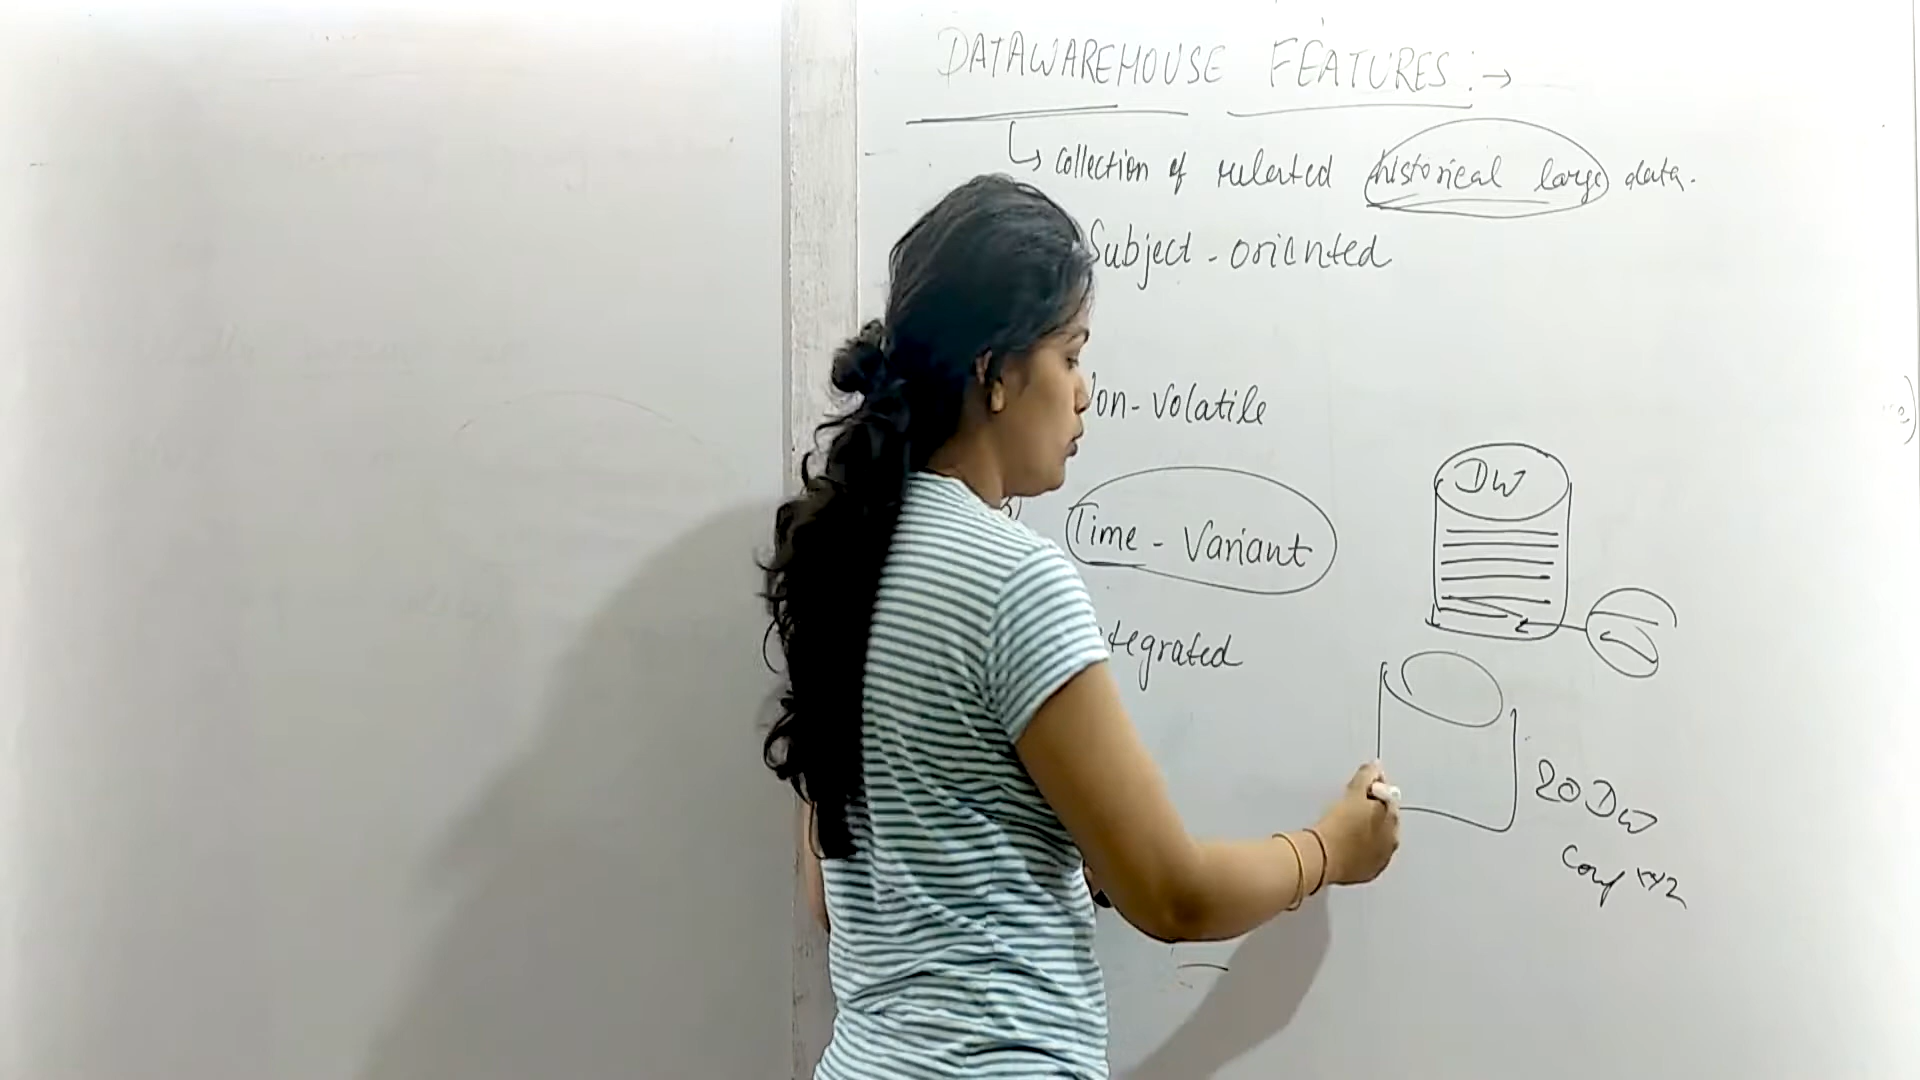 DATAWAREHOUSE FEATURES :→
↳ collection of related historical large data.
Subject - oriented
Non-Volatile
3)
Time - Variant
DW
Integrated
20 DW
xyz